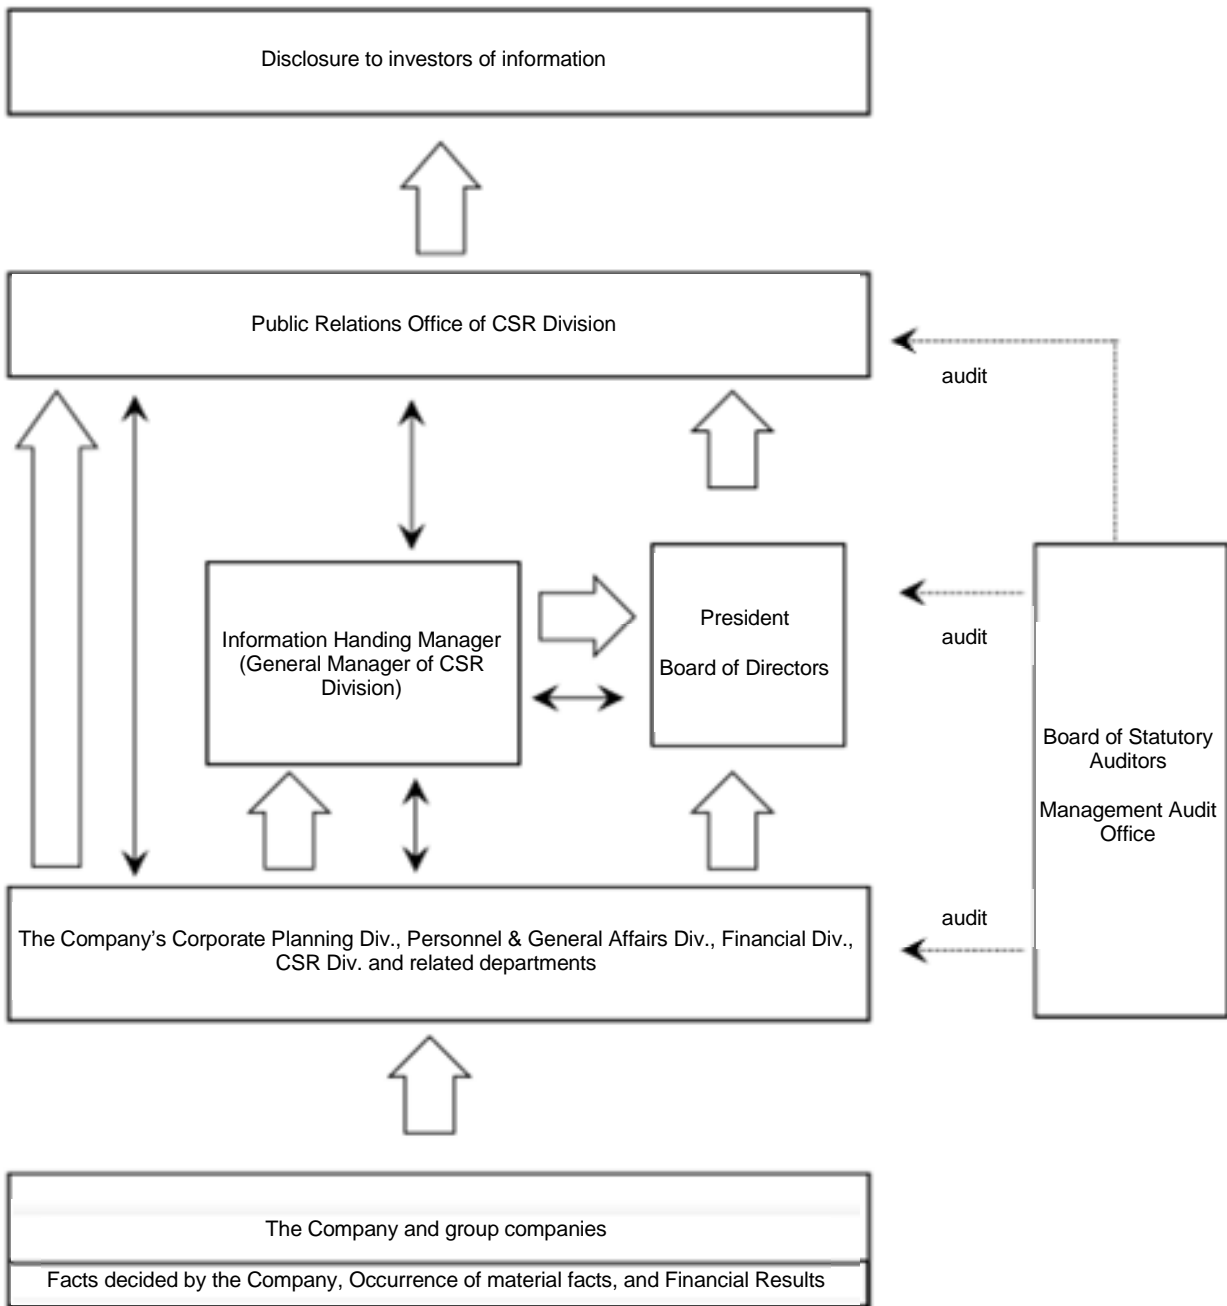 Disclosure to investors of information
Public Relations Office of CSR Division
audit
Information Handing Manager
(General Manager of CSR
Division)
President
Board of Directors
audit
Board of Statutory
Auditors
Management Audit
Office
The Company’s Corporate Planning Div., Personnel & General Affairs Div., Financial Div.,
CSR Div. and related departments
audit
The Company and group companies
Facts decided by the Company, Occurrence of material facts, and Financial Results